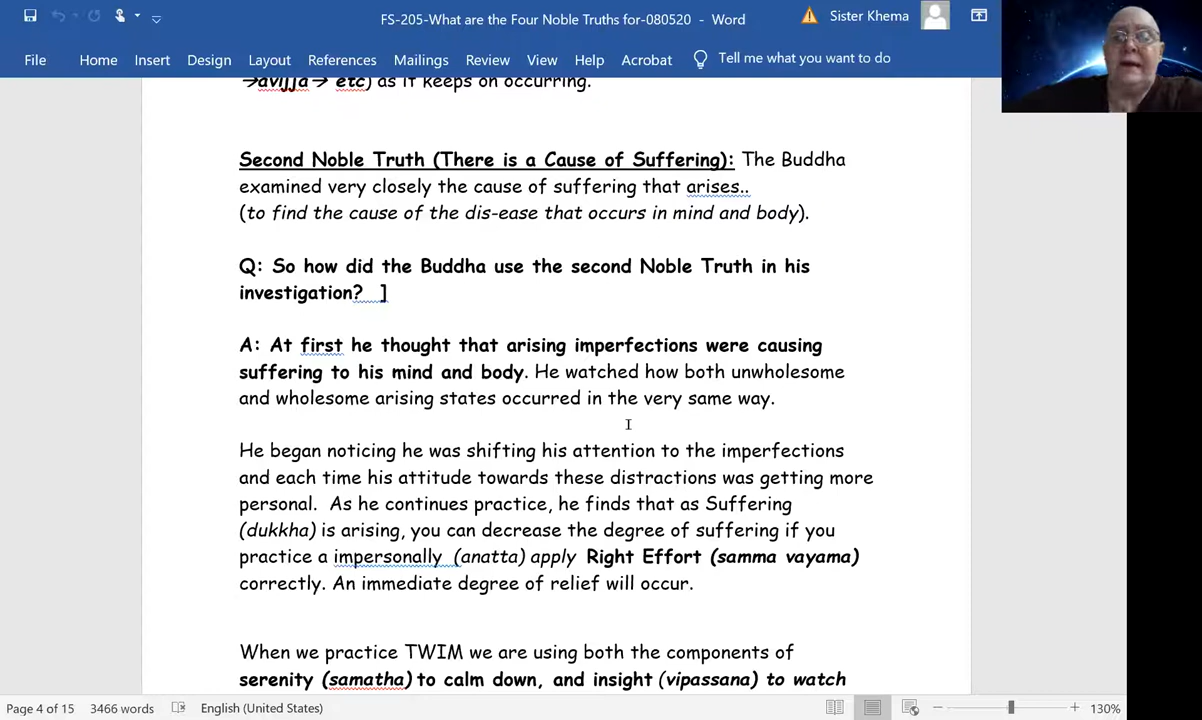 FS-205-What are the Four Noble Truths for-080520 - Word
Sister Khema
File Home Insert Design Layout References Mailings Review View Help Acrobat Tell me what you want to do
→avijja→ etc) as it keeps on occurring.
Second Noble Truth (There is a Cause of Suffering): The Buddha
examined very closely the cause of suffering that arises..
(to find the cause of the dis-ease that occurs in mind and body).
Q: So how did the Buddha use the second Noble Truth in his
investigation? ]
A: At first he thought that arising imperfections were causing
suffering to his mind and body. He watched how both unwholesome
and wholesome arising states occurred in the very same way.
He began noticing he was shifting his attention to the imperfections
and each time his attitude towards these distractions was getting more
personal. As he continues practice, he finds that as Suffering
(dukkha) is arising, you can decrease the degree of suffering if you
practice a impersonally (anatta) apply Right Effort (samma vayama)
correctly. An immediate degree of relief will occur.
When we practice TWIM we are using both the components of
serenity (samatha) to calm down, and insight (vipassana) to watch
Page 4 of 15 3466 words English (United States) 130%